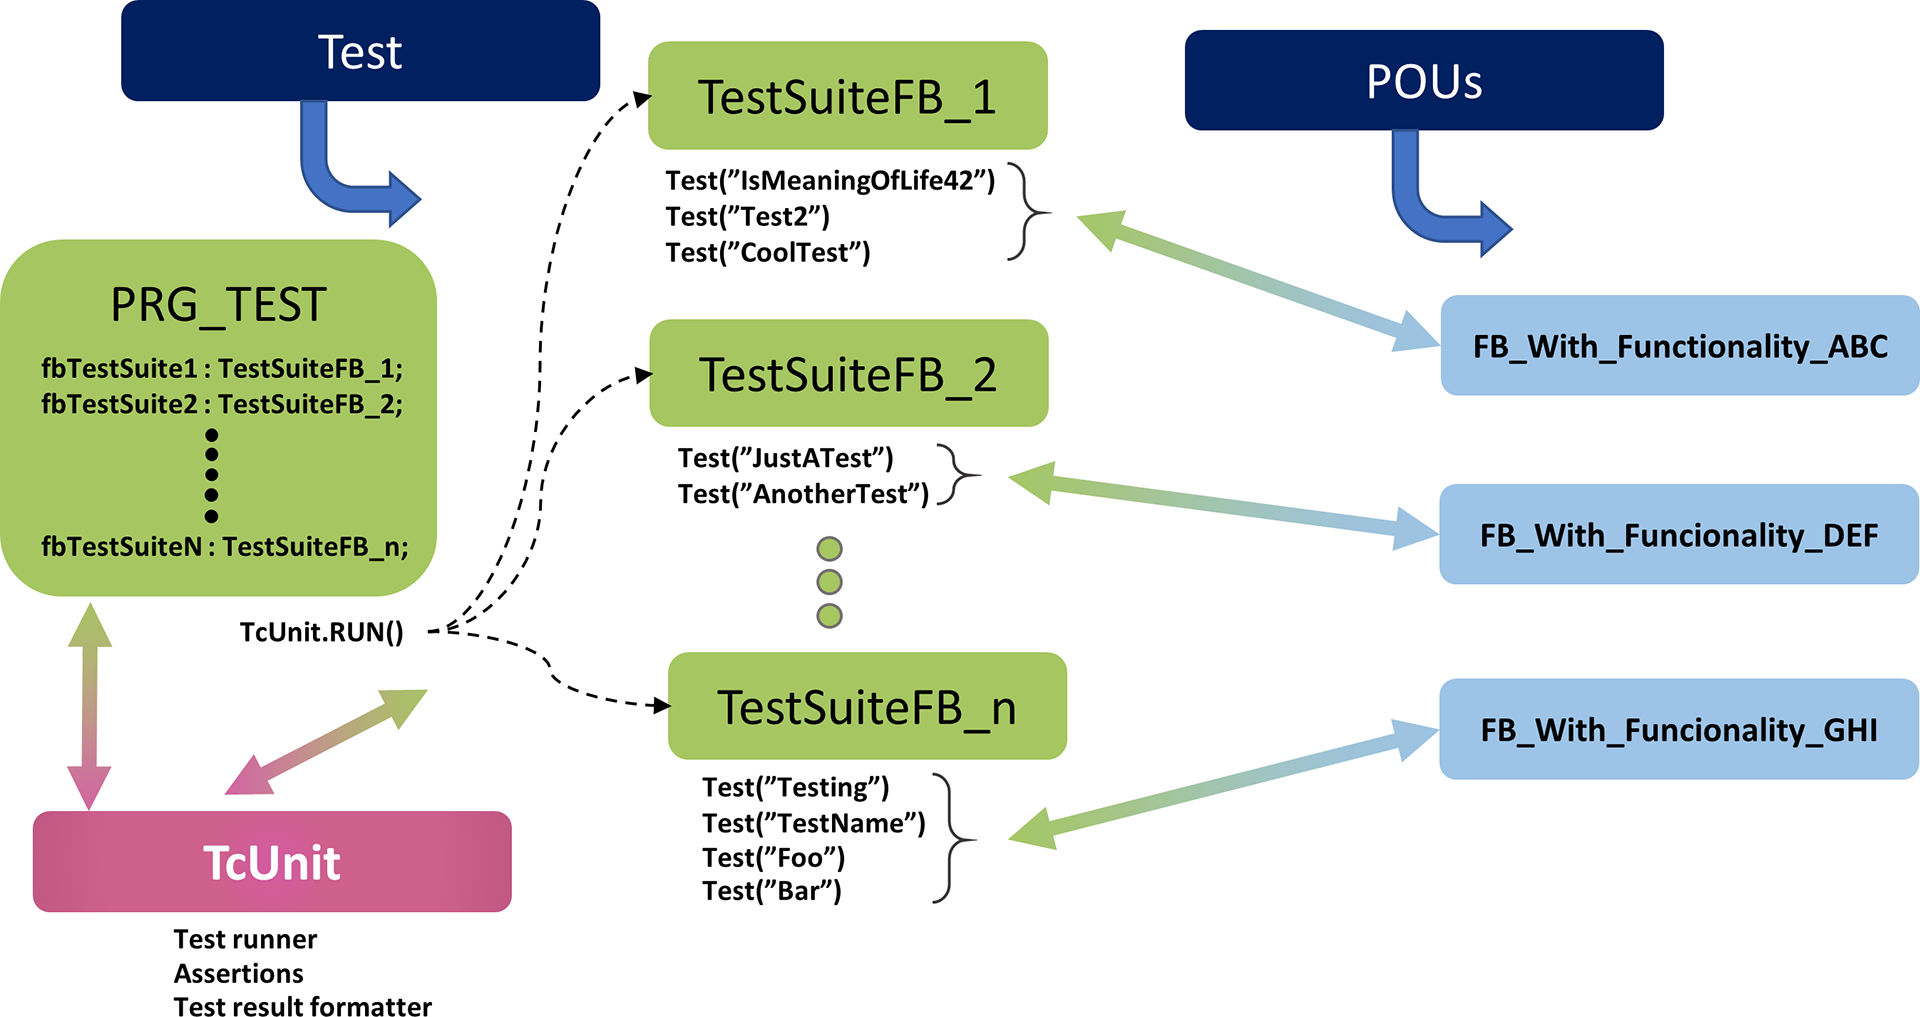 Test
PRG_TEST
fbTestSuite1 : TestSuiteFB_1;
fbTestSuite2 : TestSuiteFB_2;
fbTestSuiteN : TestSuiteFB_n;
TcUnit.RUN()
TcUnit
Test runner
Assertions
Test result formatter
TestSuiteFB_1
Test(”IsMeaningOfLife42”)
Test(”Test2”)
Test(”CoolTest”)
TestSuiteFB_2
Test(”JustATest”)
Test(”AnotherTest”)
TestSuiteFB_n
Test(”Testing”)
Test(”TestName”)
Test(”Foo”)
Test(”Bar”)
POUs
FB_With_Functionality_ABC
FB_With_Funcionality_DEF
FB_With_Funcionality_GHI